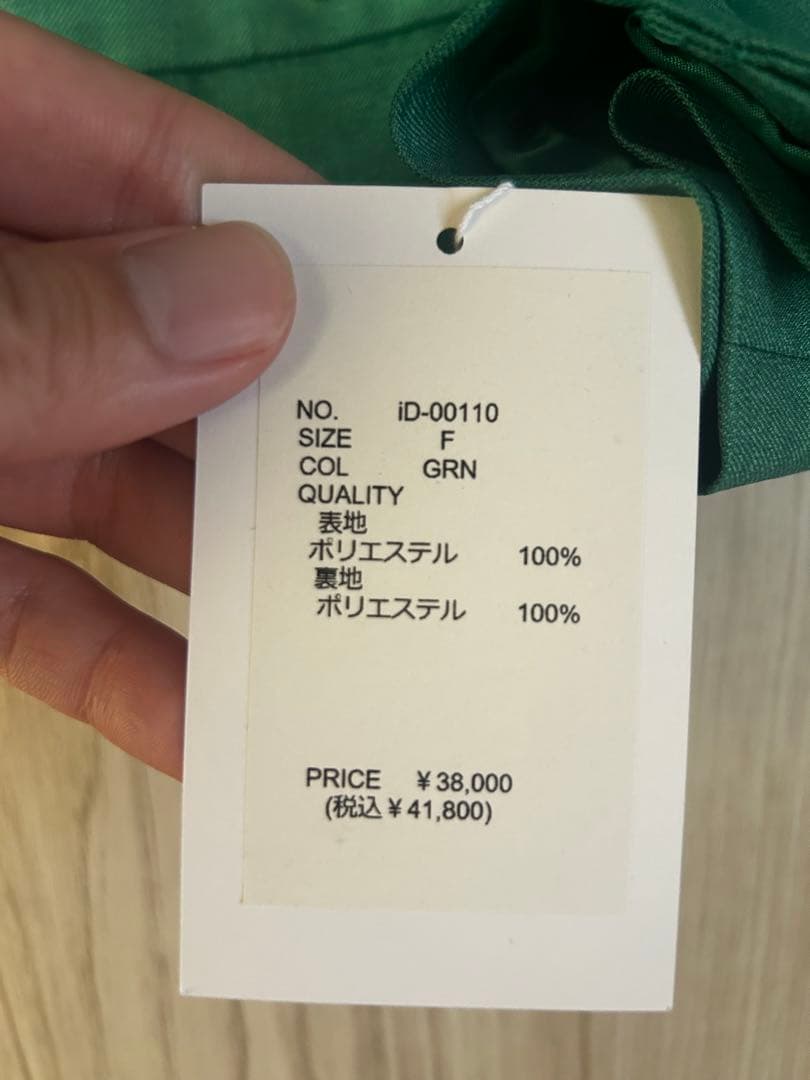 NO. iD-00110
SIZE F
COL GRN
QUALITY
表地
ポリエステル 100%
裏地
ポリエステル 100%
PRICE ¥38,000
(税込¥41,800)